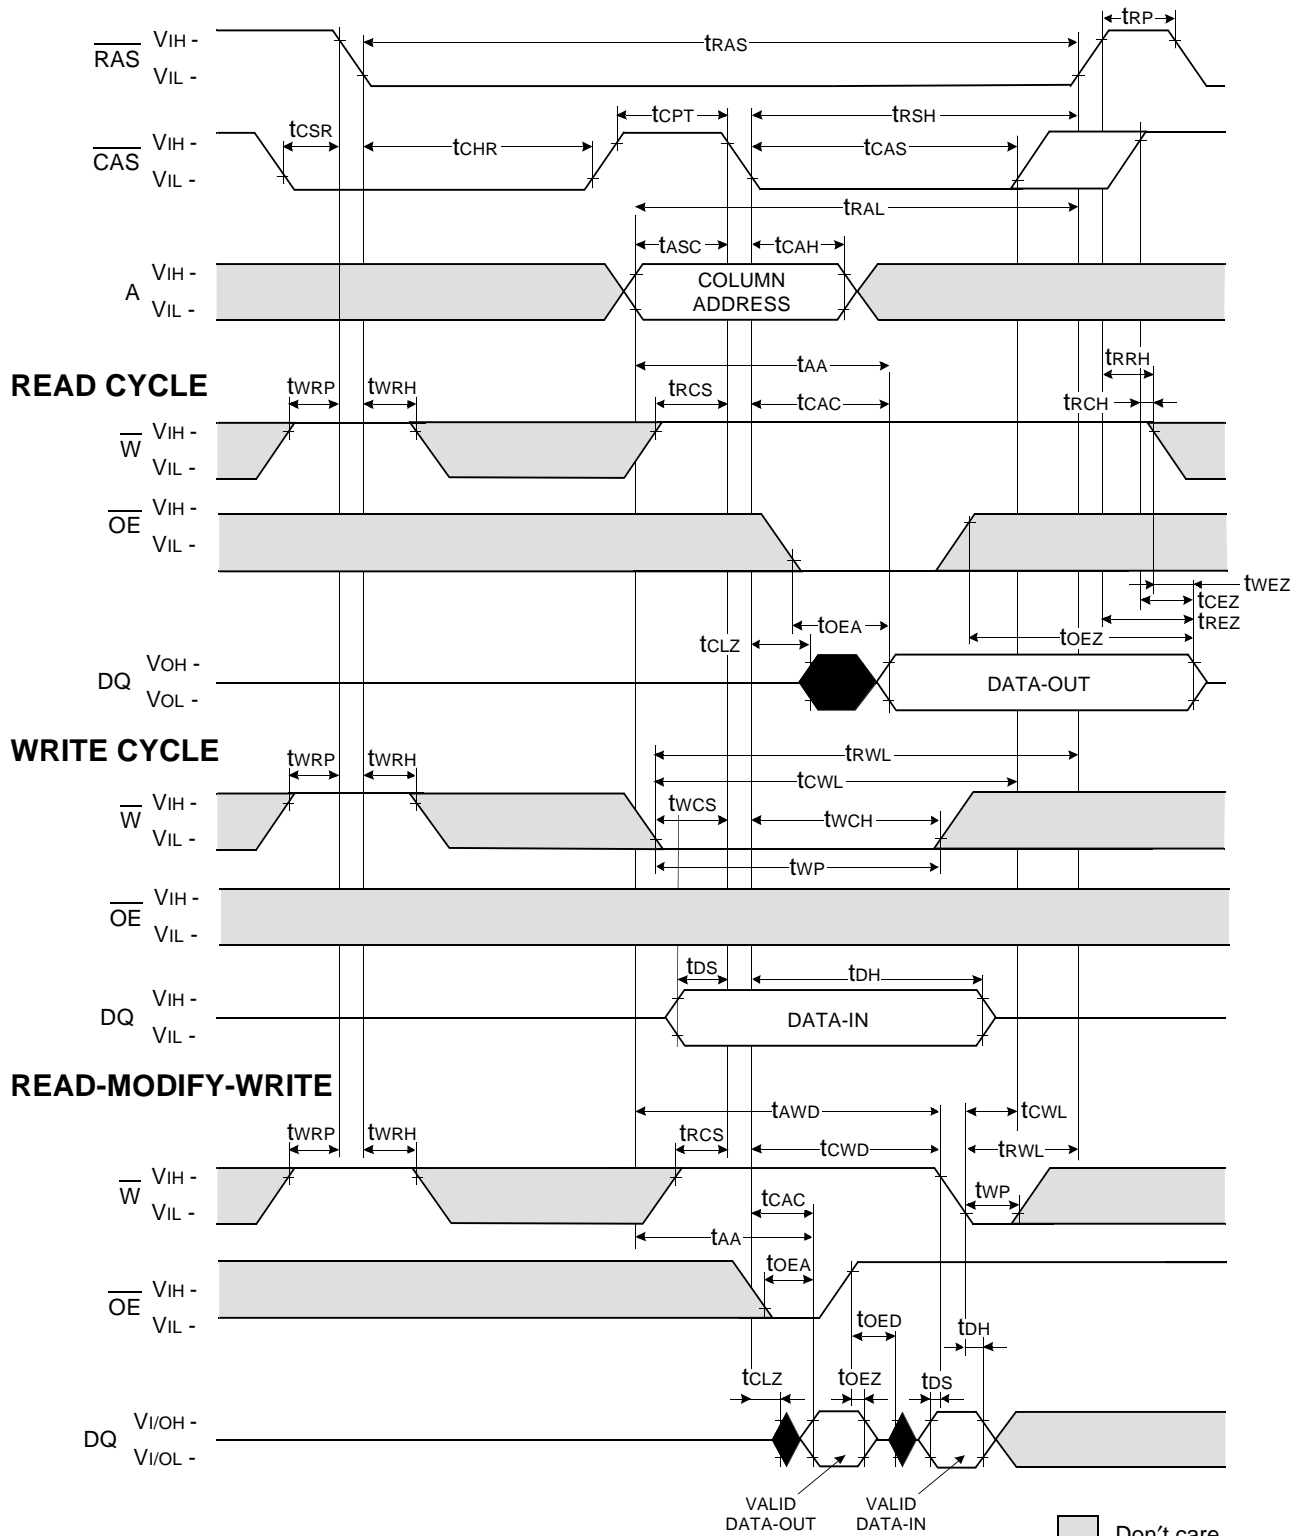 tRP
RAS VIH -
VIL -
tRAS
tCSR
tCPT
tRSH
CAS VIH -
VIL -
tCHR
tCAS
tRAL
tASC
tCAH
A VIH -
VIL -
COLUMN
ADDRESS
READ CYCLE
tWRP
tWRH
tAA
tRRH
tRCS
tCAC
tRCH
W VIH -
VIL -
OE VIH -
VIL -
tWEZ
tCEZ
tREZ
tOEA
tOEZ
tCLZ
DQ VOH -
VOL -
DATA-OUT
WRITE CYCLE
tWRP
tWRH
tRWL
tCWL
tWCS
tWCH
W VIH -
VIL -
tWP
OE VIH -
VIL -
tDS
tDH
DQ VIH -
VIL -
DATA-IN
READ-MODIFY-WRITE
tAWD
tCWL
tWRP
tWRH
tRCS
tCWD
tRWL
W VIH -
VIL -
tWP
tCAC
tAA
tOEA
OE VIH -
VIL -
tOED
tDH
tCLZ
tOEZ
tDS
DQ VI/OH -
VI/OL -
VALID
DATA-OUT
VALID
DATA-IN
Don't care